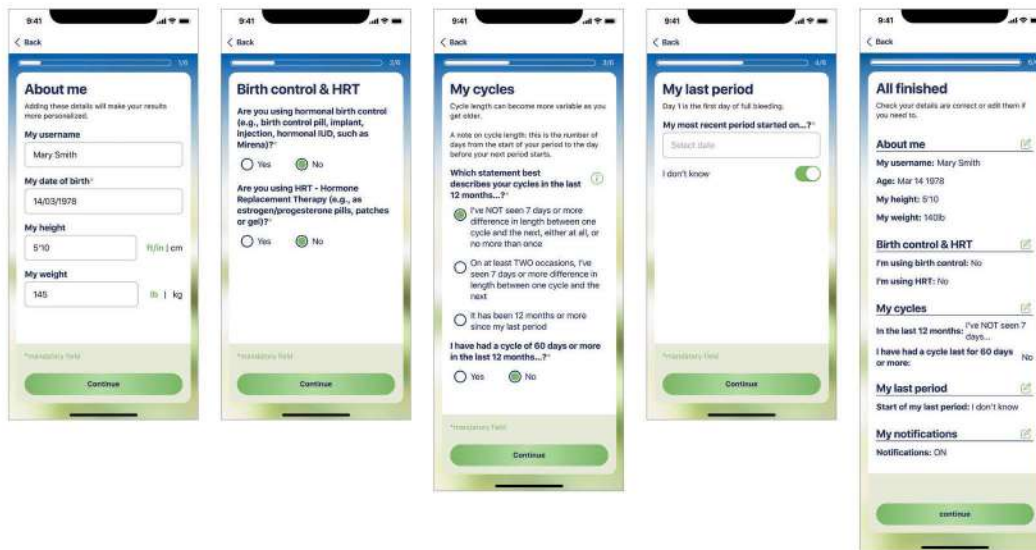 9:41
Back
1/6
About me
Adding these details will make your results
more personalized.
My username
Mary Smith
My date of birth*
14/03/1978
My height
5'10
ft/in | cm
My weight
145
lb | kg
*mandatory field
Continue
9:41
Back
2/6
Birth control & HRT
Are you using hormonal birth control
(e.g., birth control pill, implant,
injection, hormonal IUD, such as
Mirena)?*
Yes No
Are you using HRT - Hormone
Replacement Therapy (e.g., as
estrogen/progesterone pills, patches
or gel)?*
Yes No
*mandatory field
Continue
9:41
Back
3/6
My cycles
Cycle length can become more variable as you
get older.
A note on cycle length: this is the number of
days from the start of your period to the day
before your next period starts.
Which statement best
describes your cycles in the last
12 months...?*
I've NOT seen 7 days or more
difference in length between one
cycle and the next, either at all, or
no more than once
On at least TWO occasions, I've
seen 7 days or more difference in
length between one cycle and the
next
It has been 12 months or more
since my last period
I have had a cycle of 60 days or more
in the last 12 months...?*
Yes No
*mandatory field
Continue
9:41
Back
4/6
My last period
Day 1 is the first day of full bleeding.
My most recent period started on...?*
Select date
I don't know
*mandatory field
Continue
9:41
Back
All finished
Check your details are correct or edit them if
you need to.
About me
My username: Mary Smith
Age: Mar 14 1978
My height: 5'10
My weight: 140lb
Birth control & HRT
I'm using birth control: No
I'm using HRT: No
My cycles
In the last 12 months: I've NOT seen 7
days...
I have had a cycle last for 60 days
or more: No
My last period
Start of my last period: I don't know
My notifications
Notifications: ON
continue